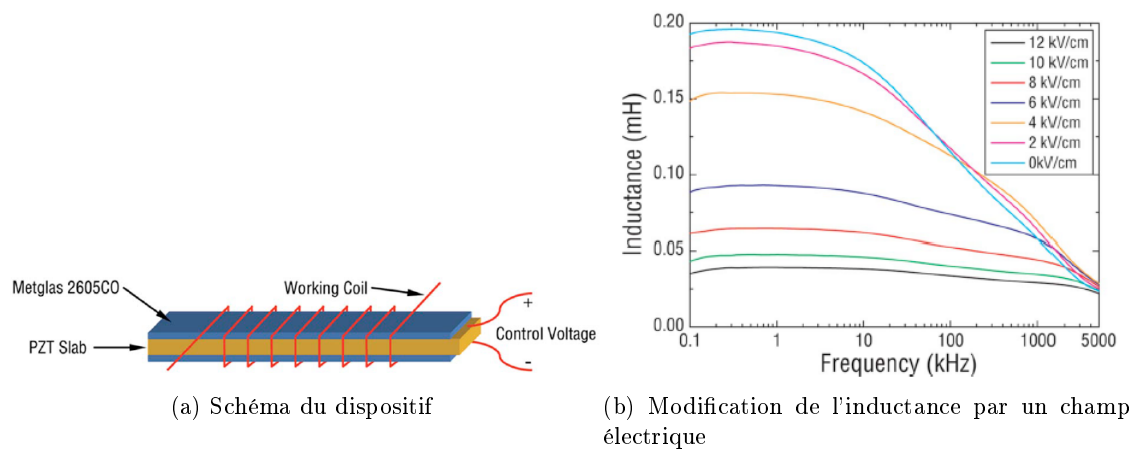 Metglas 2605CO
Working Coil
+
Control Voltage
PZT Slab
-
(a) Schéma du dispositif
0.20
0.15
0.10
0.05
0.00
Inductance (mH)
12 kV/cm
10 kV/cm
8 kV/cm
6 kV/cm
4 kV/cm
2 kV/cm
0kV/cm
0.1
1
10
100
1000
5000
Frequency (kHz)
(b) Modification de l'inductance par un champ
électrique